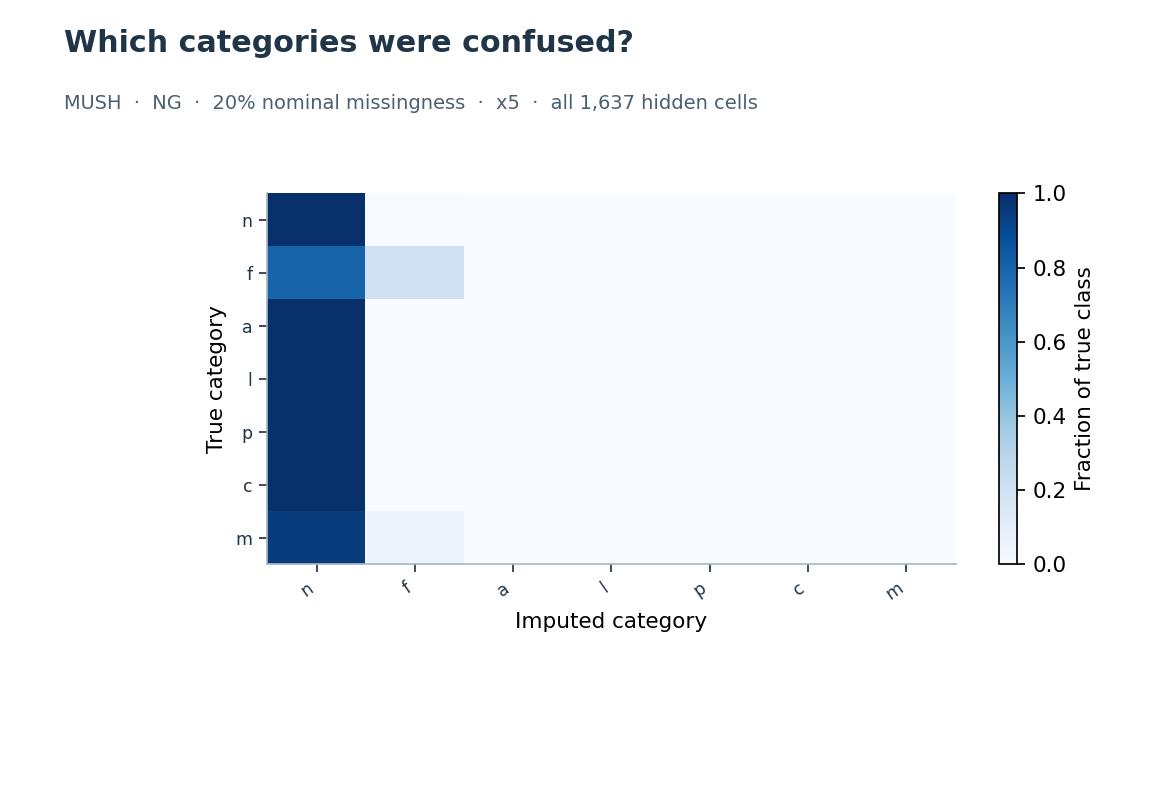 Which categories were confused?
MUSH · NG · 20% nominal missingness · x5 · all 1,637 hidden cells
True category
n
f
a
l
p
c
m
n f a l p c m
Imputed category
1.0
0.8
0.6
0.4
0.2
0.0
Fraction of true class